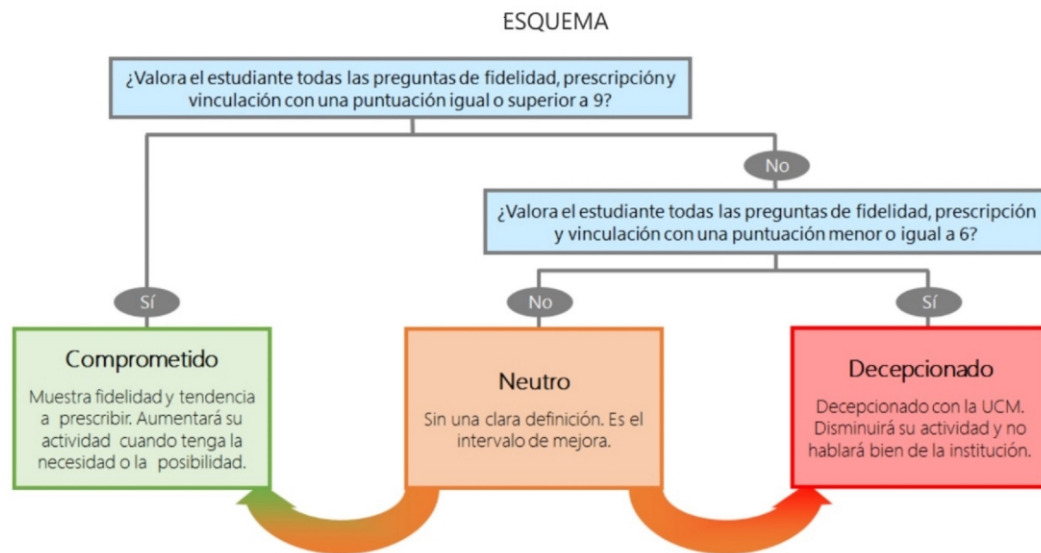 ESQUEMA
¿Valora el estudiante todas las preguntas de fidelidad, prescripción y
vinculación con una puntuación igual o superior a 9?
No
¿Valora el estudiante todas las preguntas de fidelidad, prescripción
y vinculación con una puntuación menor o igual a 6?
Sí
No
Sí
Comprometido
Muestra fidelidad y tendencia
a prescribir. Aumentará su
actividad cuando tenga la
necesidad o la posibilidad.
Neutro
Sin una clara definición. Es el
intervalo de mejora.
Decepcionado
Decepcionado con la UCM.
Disminuirá su actividad y no
hablará bien de la institución.